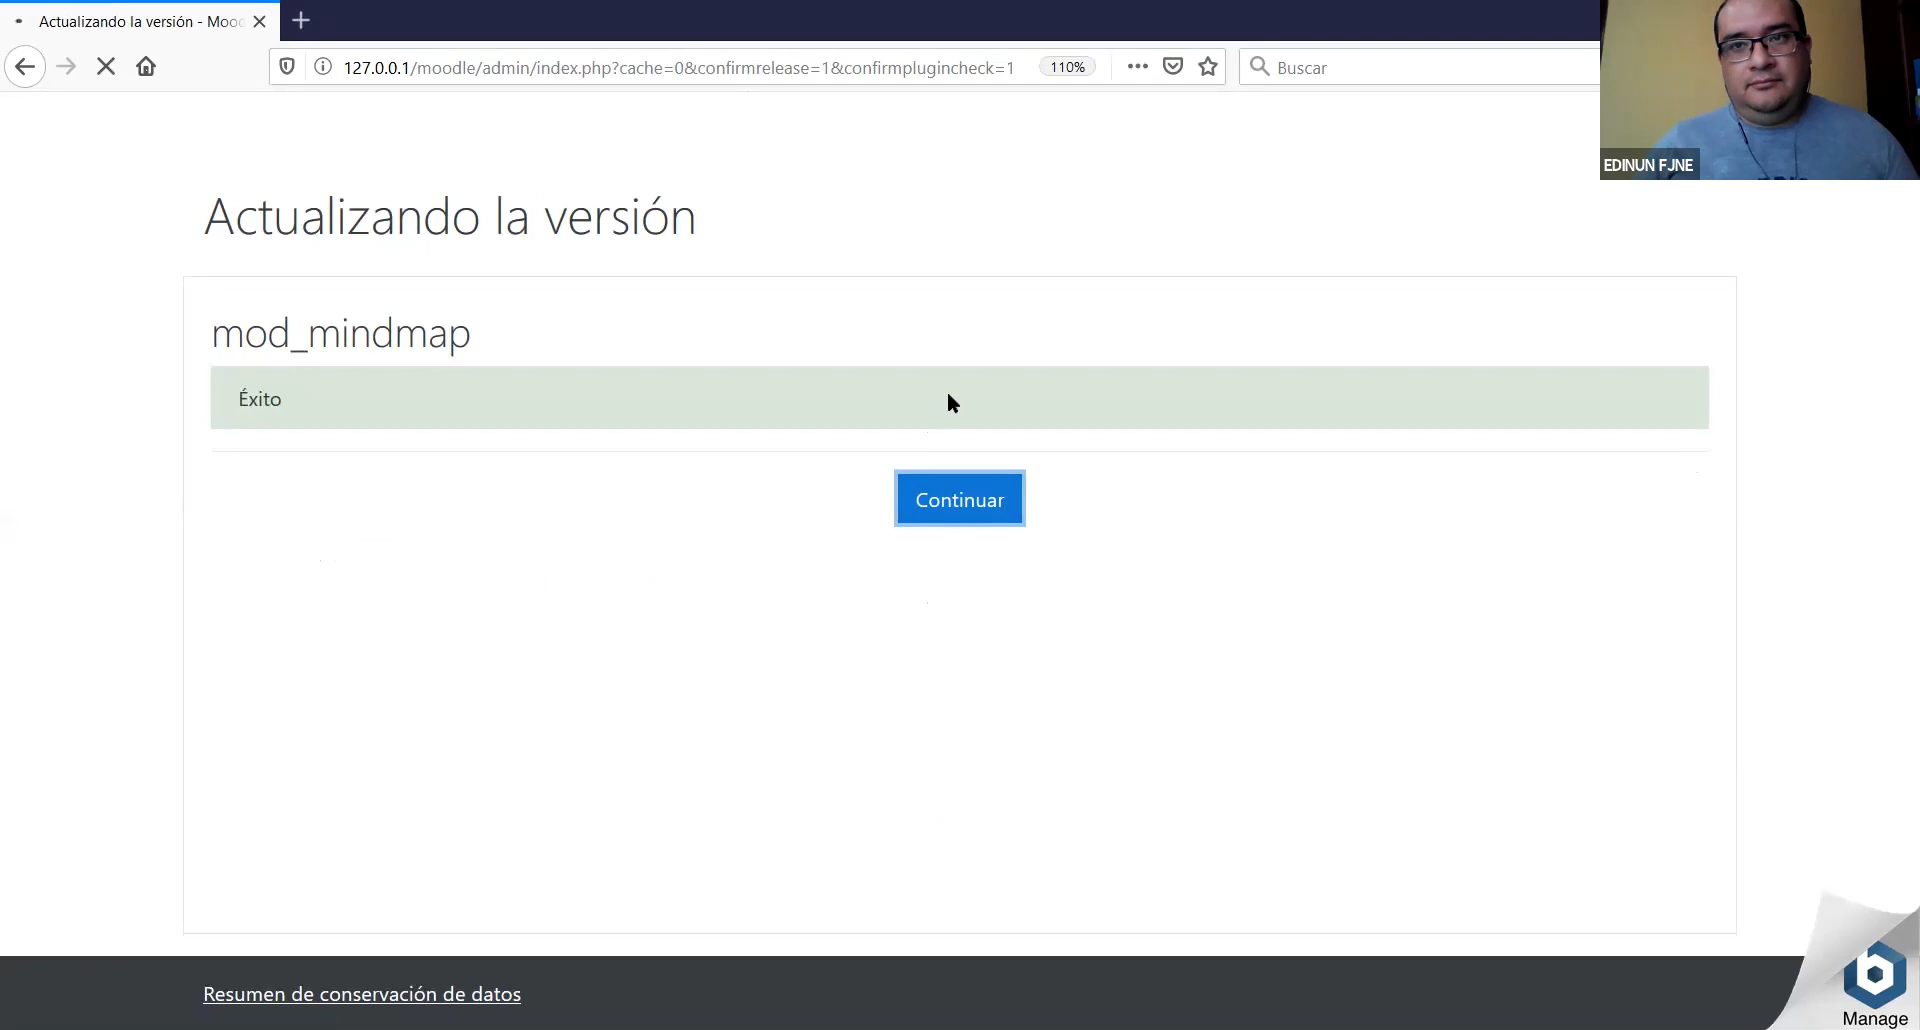 Actualizando la versión - Mood
127.0.0.1/moodle/admin/index.php?cache=0&confirmrelease=1&confirmplugincheck=1
110%
Buscar
EDINUN FJNE
Actualizando la versión
mod_mindmap
Éxito
Continuar
Resumen de conservación de datos
Manage